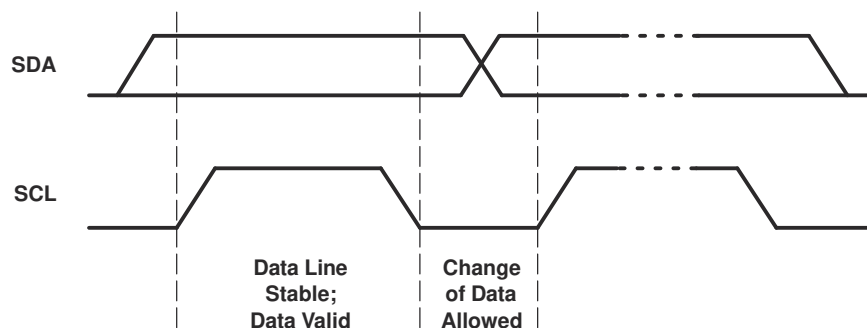 SDA
SCL
Data Line
Stable;
Data Valid
Change
of Data
Allowed